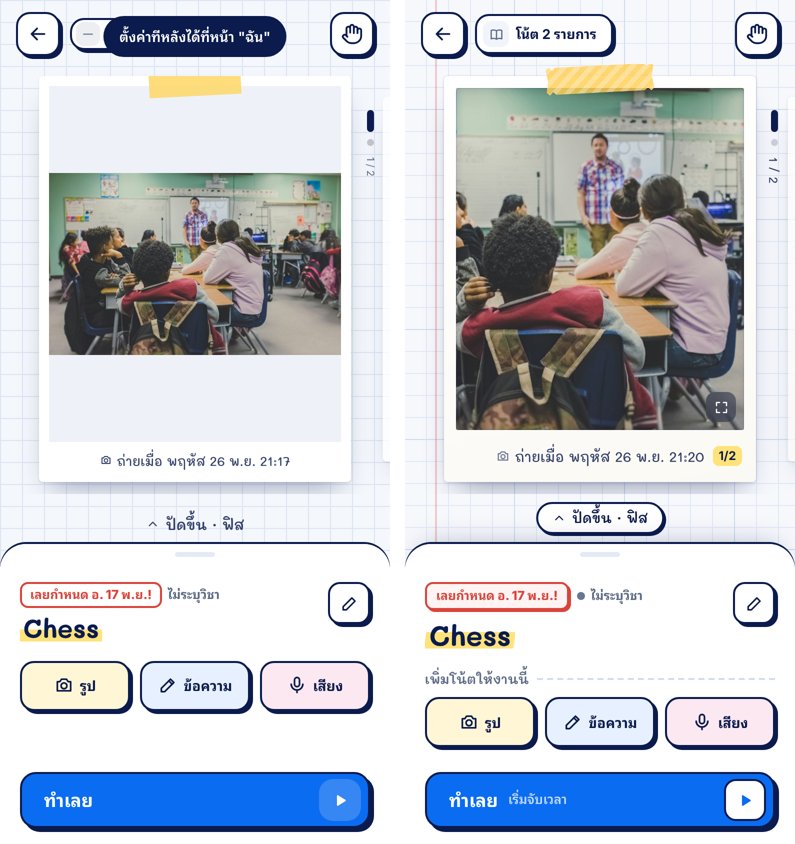 ตั้งค่าทีหลังได้ที่หน้า "ฉัน"
1/2
ถ่ายเมื่อ พฤหัส 26 พ.ย. 21:17
ปัดขึ้น · ฟิส
เลยกำหนด อ. 17 พ.ย.! ไม่ระบุวิชา
Chess
รูป ข้อความ เสียง
ทำเลย
โน้ต 2 รายการ
1/2
ถ่ายเมื่อ พฤหัส 26 พ.ย. 21:20 1/2
ปัดขึ้น · ฟิส
เลยกำหนด อ. 17 พ.ย.! ไม่ระบุวิชา
Chess
เพิ่มโน้ตให้งานนี้
รูป ข้อความ เสียง
ทำเลย เริ่มจับเวลา